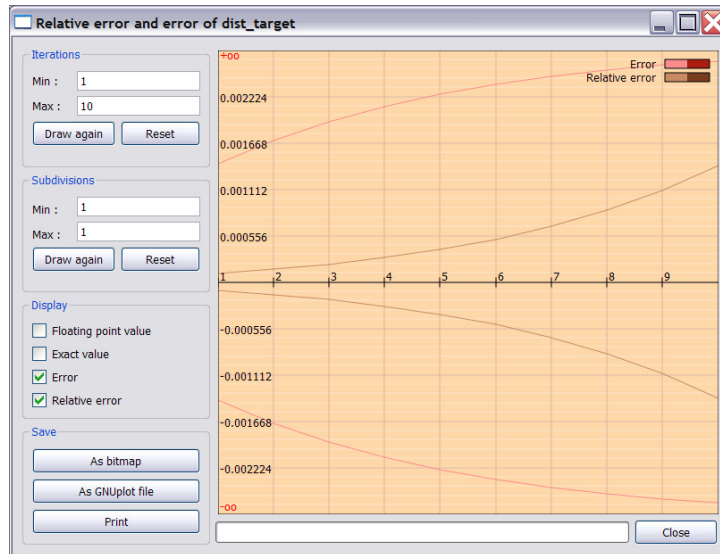 Relative error and error of dist_target
Iterations
Min : 1
Max : 10
Draw again Reset
Subdivisions
Min : 1
Max : 1
Draw again Reset
Display
Floating point value
Exact value
Error
Relative error
Save
As bitmap
As GNUplot file
Print
+oo
Error
Relative error
0.002224
0.001668
0.001112
0.000556
1 2 3 4 5 6 7 8 9
-0.000556
-0.001112
-0.001668
-0.002224
-oo
Close